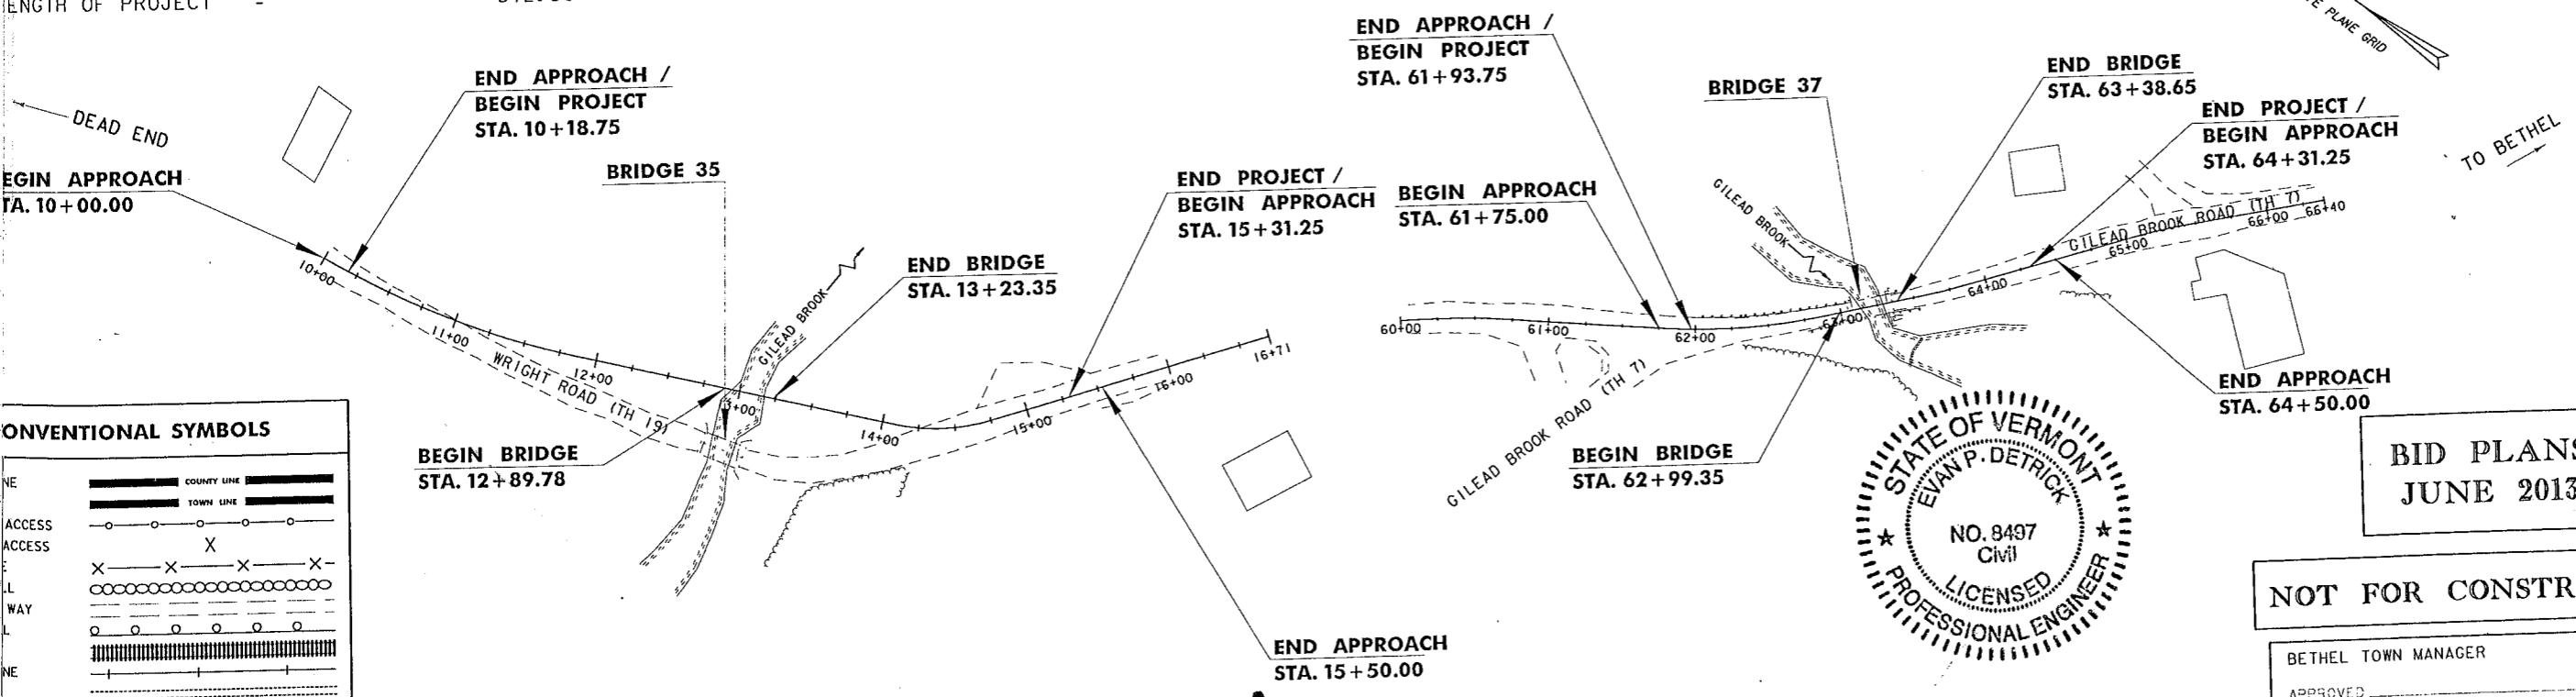 LENGTH OF PROJECT -
DEAD END
END APPROACH /
BEGIN PROJECT
STA. 10+18.75
EGIN APPROACH
TA. 10+00.00
BRIDGE 35
10+00
11+00
12+00
WRIGHT ROAD (TH 19)
GILEAD BROOK
END BRIDGE
STA. 13+23.35
BEGIN BRIDGE
STA. 12+89.78
14+00
15+00
16+00
16+71
END PROJECT /
BEGIN APPROACH
STA. 15+31.25
END APPROACH
STA. 15+50.00
END APPROACH /
BEGIN PROJECT
STA. 61+93.75
BEGIN APPROACH
STA. 61+75.00
BRIDGE 37
GILEAD BROOK
END BRIDGE
STA. 63+38.65
END PROJECT /
BEGIN APPROACH
STA. 64+31.25
TE PLANE GRID
TO BETHEL
60+00
61+00
62+00
63+00
64+00
65+00
66+00
66+40
GILEAD BROOK ROAD (TH 7)
GILEAD BROOK ROAD (TH 7)
BEGIN BRIDGE
STA. 62+99.35
END APPROACH
STA. 64+50.00
ONVENTIONAL SYMBOLS
NE
COUNTY LINE
TOWN LINE
ACCESS
ACCESS
WAY
NE
STATE OF VERMONT
EVAN P. DETRICK
NO. 8497
Civil
LICENSED
PROFESSIONAL ENGINEER
BID PLANS
JUNE 2013
NOT FOR CONSTR
BETHEL TOWN MANAGER
APPROVED